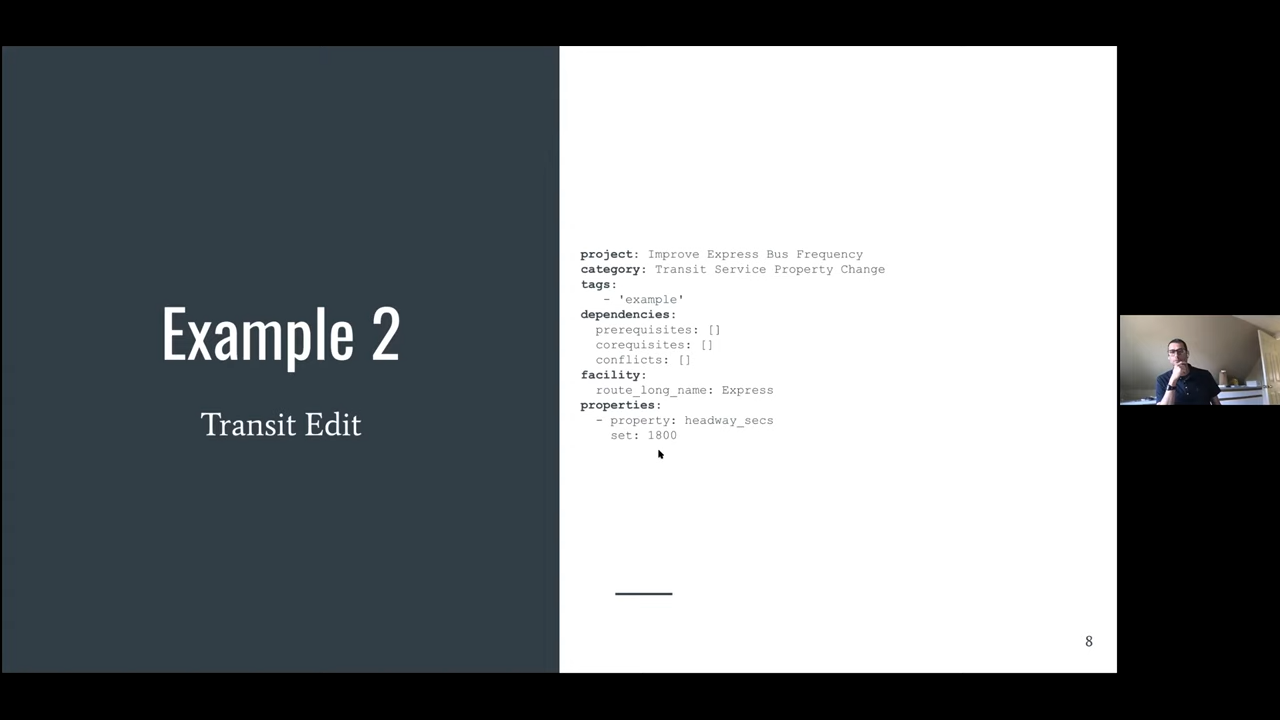 Example 2
Transit Edit
project: Improve Express Bus Frequency
category: Transit Service Property Change
tags:
- 'example'
dependencies:
prerequisites: []
corequisites: []
conflicts: []
facility:
route_long_name: Express
properties:
- property: headway_secs
set: 1800
8